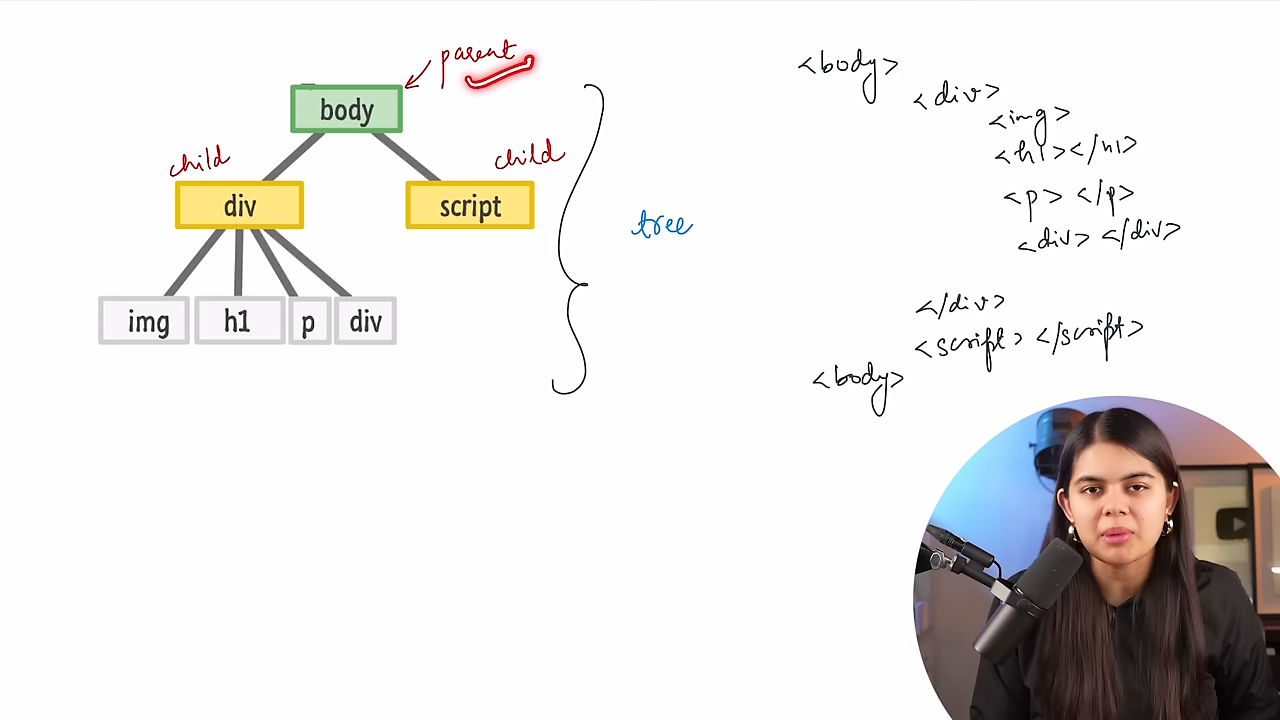 parent
body
child
child
div
script
img h1 p div
tree
<body>
<div>
<img>
<h1></h1>
<p> </p>
<div> </div>
</div>
<script> </script>
<body>